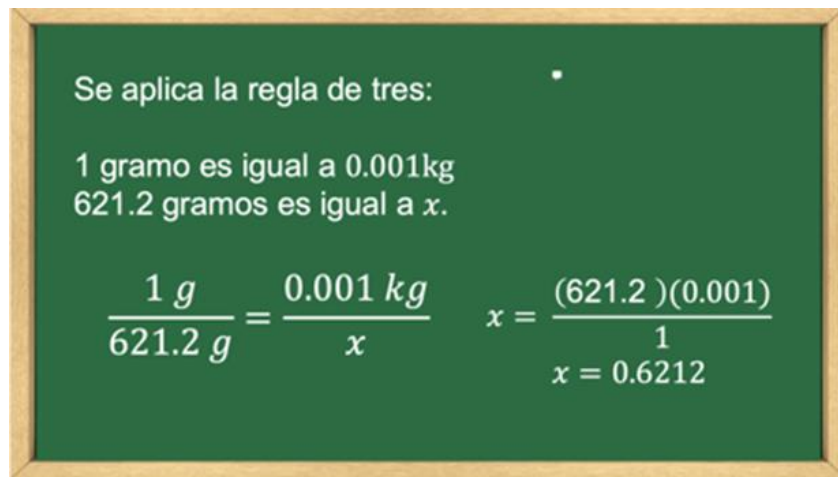 Se aplica la regla de tres:
1 gramo es igual a 0.001kg
621.2 gramos es igual a x.
1 g / 621.2 g = 0.001 kg / x
x = (621.2 )(0.001) / 1
x = 0.6212